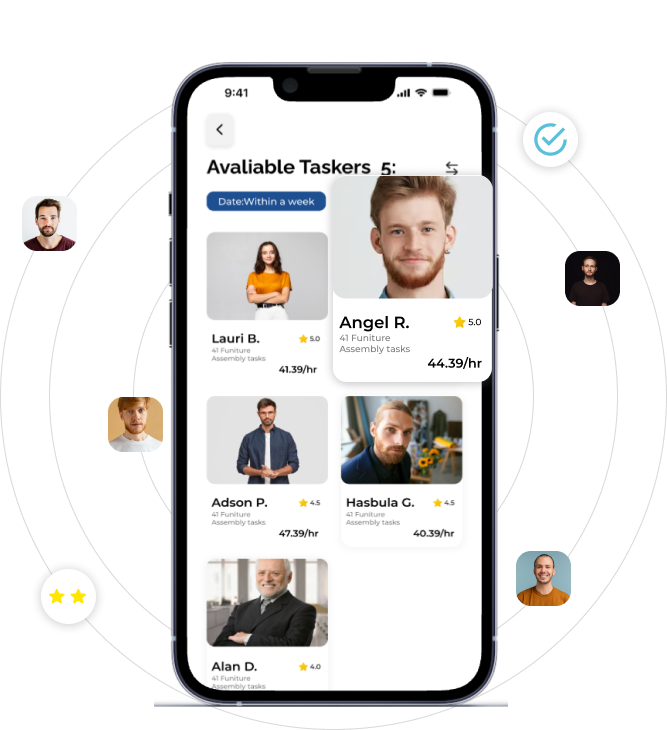 9:41
Avaliable Taskers 5:
Date:Within a week
Lauri B. 5.0
41 Funiture
Assembly tasks
41.39/hr
Angel R. 5.0
41 Funiture
Assembly tasks
44.39/hr
Adson P. 4.5
41 Funiture
Assembly tasks
47.39/hr
Hasbula G. 4.5
41 Funiture
Assembly tasks
40.39/hr
Alan D. 4.0
41 Funiture
Assembly tasks